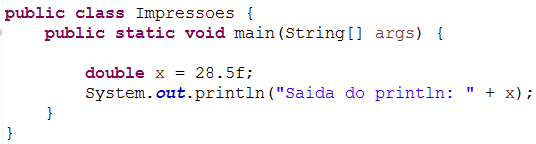 public class Impressoes {
    public static void main(String[] args) {

        double x = 28.5f;
        System.out.println("Saida do println: " + x);
    }
}